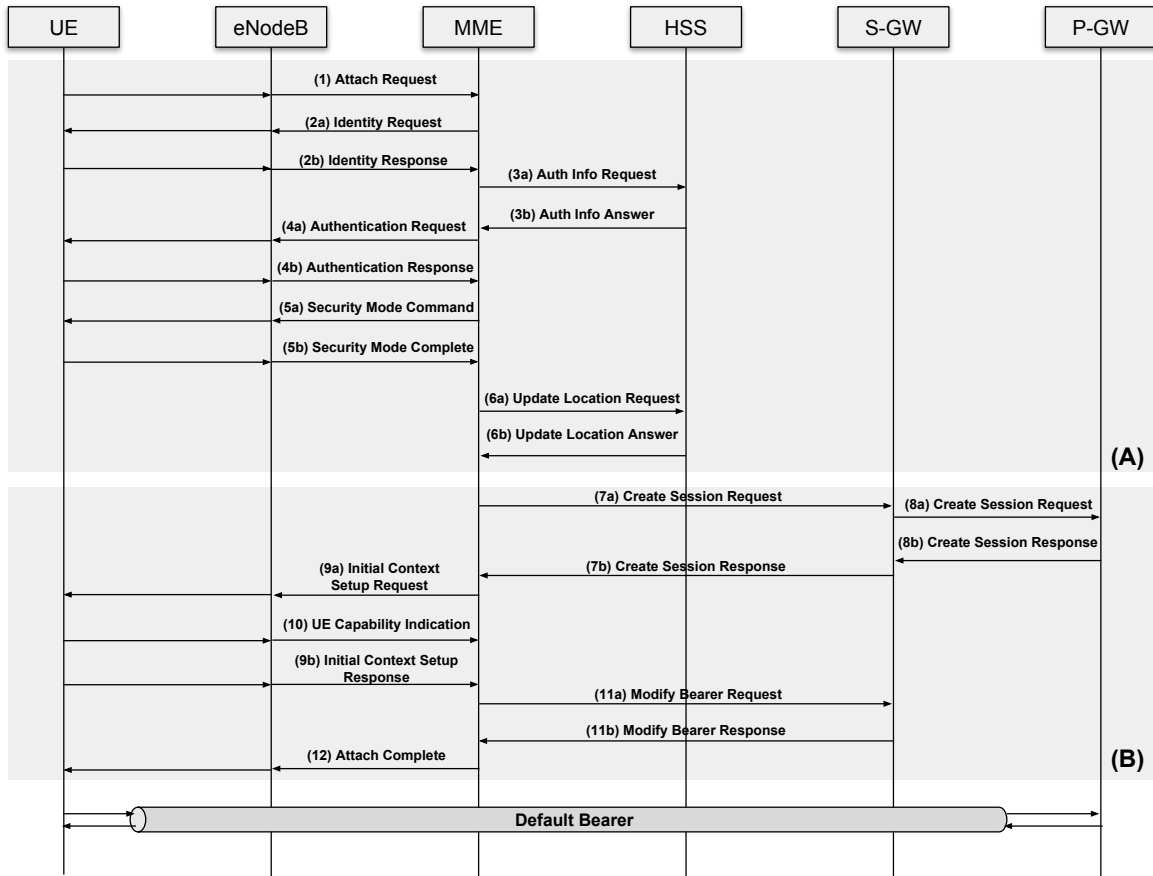 UE
eNodeB
MME
HSS
S-GW
P-GW
(1) Attach Request
(2a) Identity Request
(2b) Identity Response
(3a) Auth Info Request
(3b) Auth Info Answer
(4a) Authentication Request
(4b) Authentication Response
(5a) Security Mode Command
(5b) Security Mode Complete
(6a) Update Location Request
(6b) Update Location Answer
(A)
(7a) Create Session Request
(8a) Create Session Request
(8b) Create Session Response
(7b) Create Session Response
(9a) Initial Context
Setup Request
(10) UE Capability Indication
(9b) Initial Context Setup
Response
(11a) Modify Bearer Request
(11b) Modify Bearer Response
(12) Attach Complete
(B)
Default Bearer